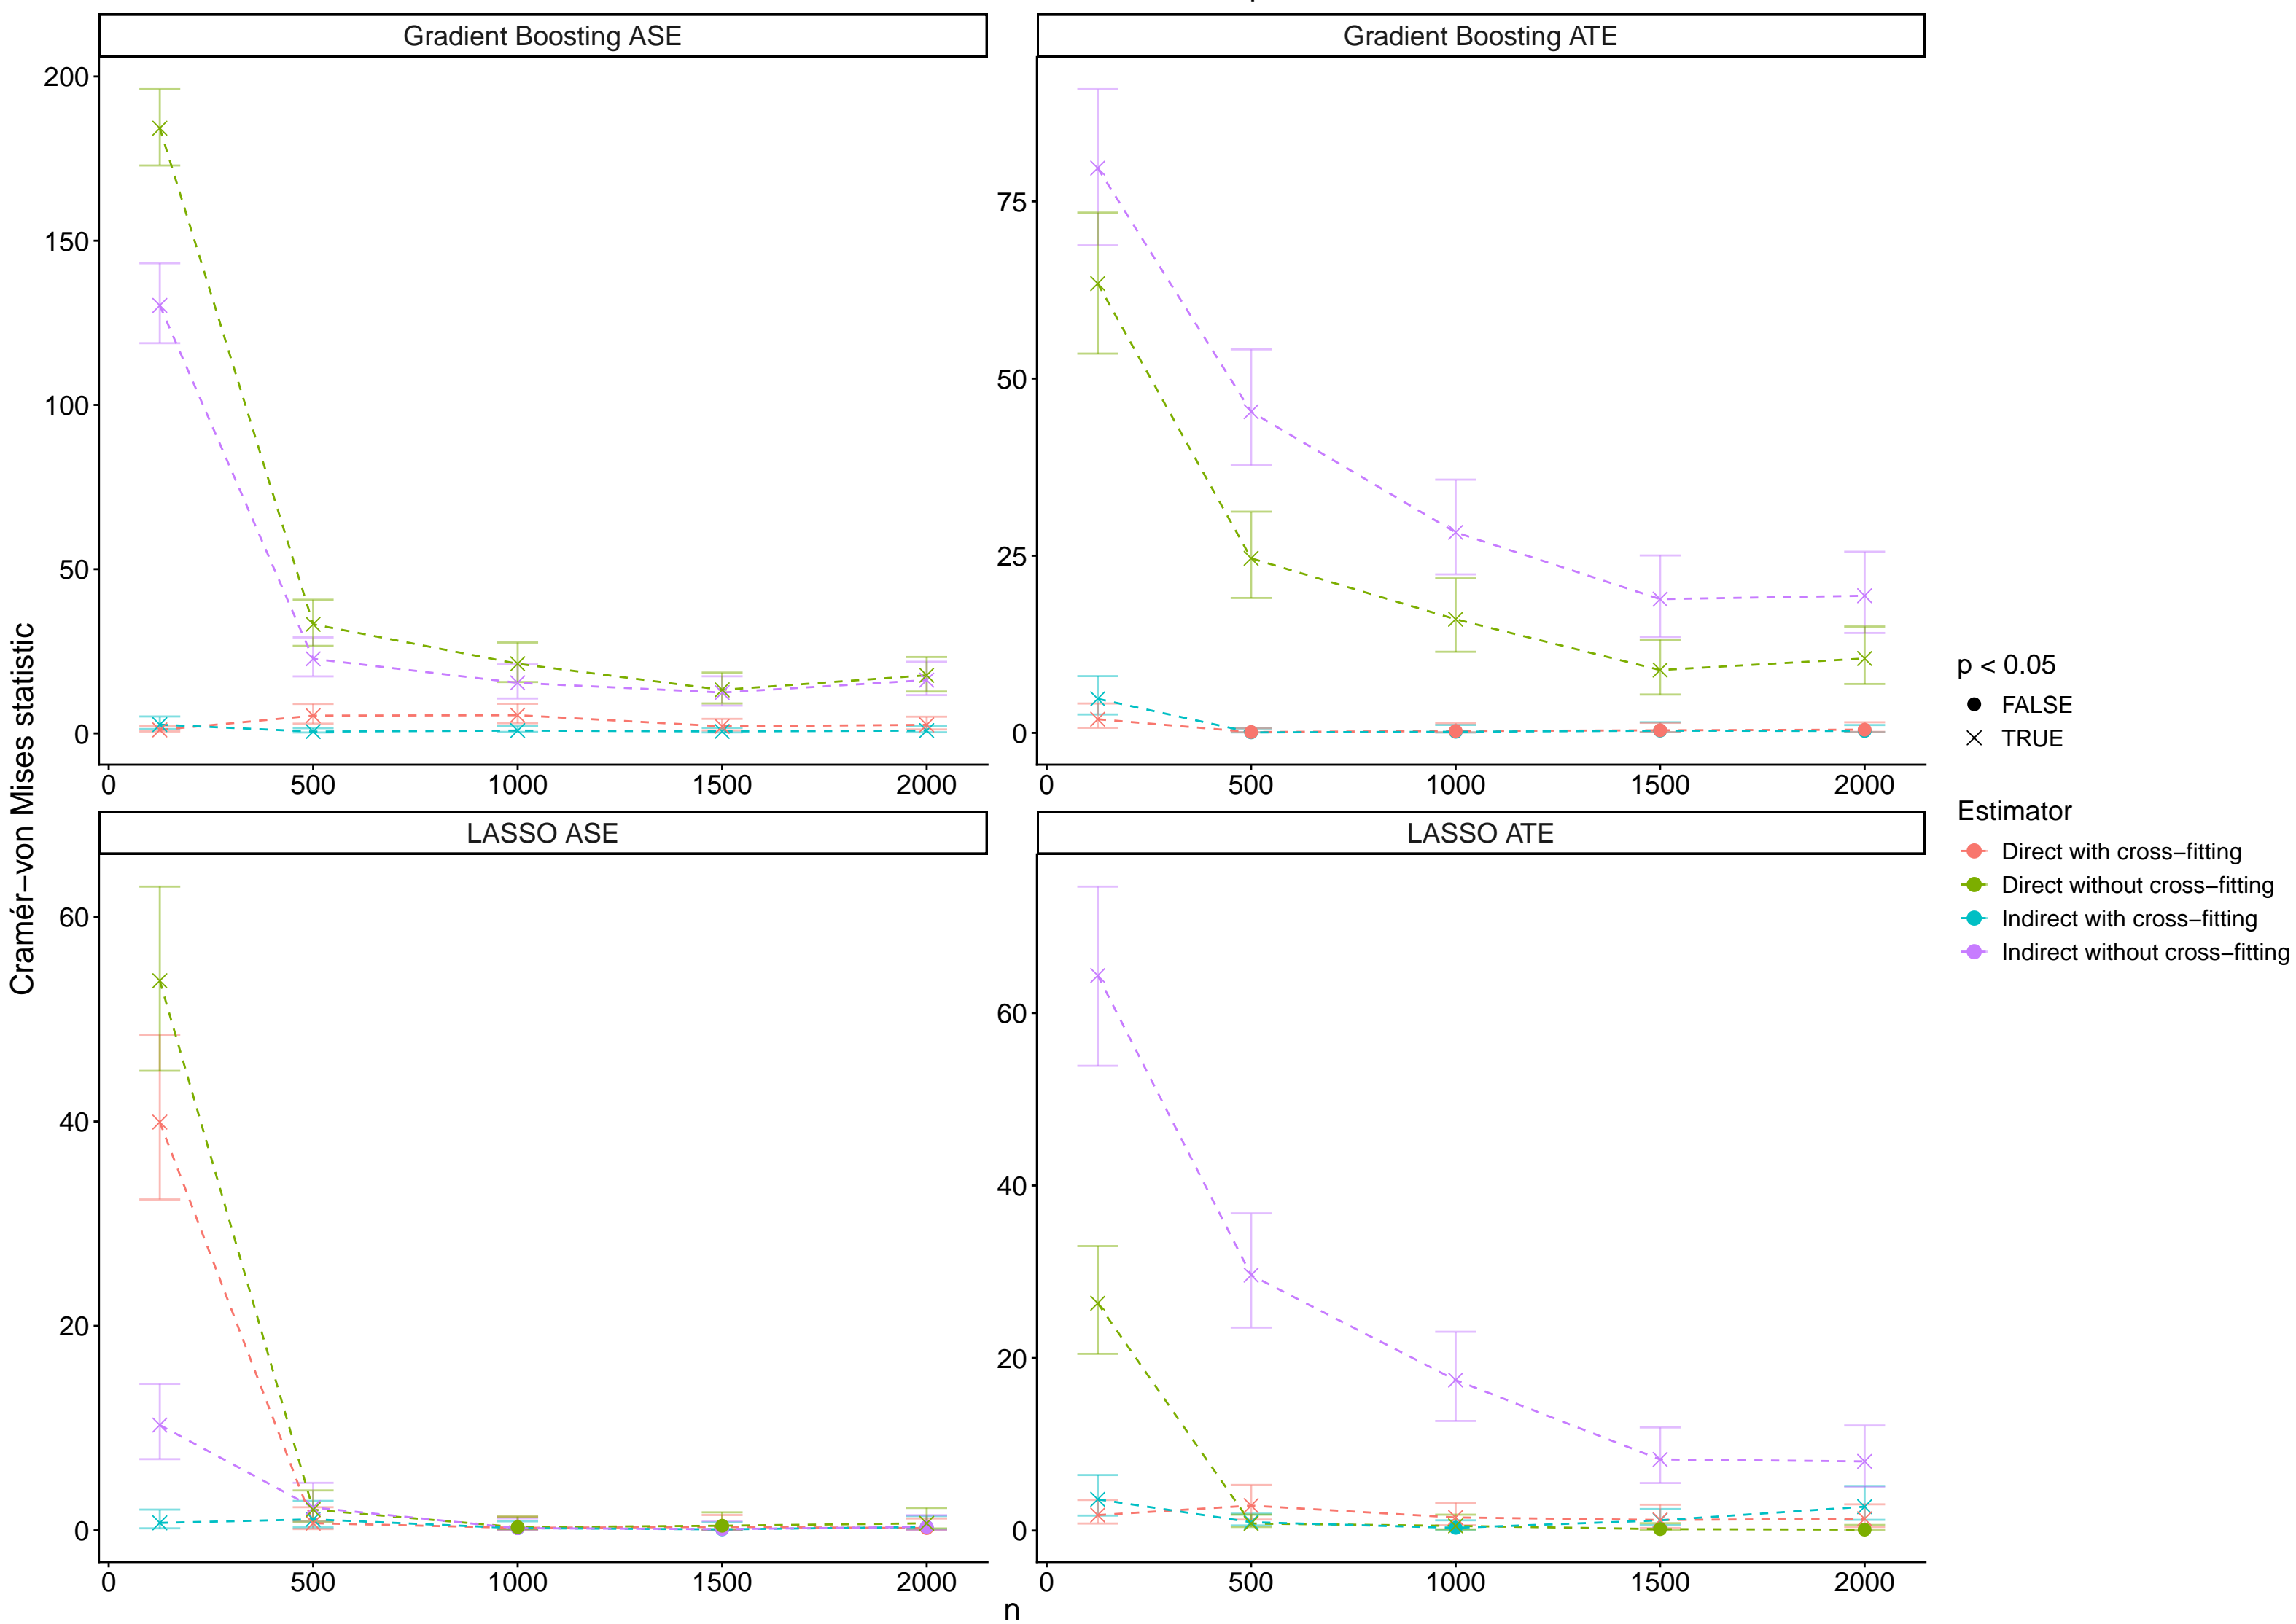 Gradient Boosting ASE
Gradient Boosting ATE
200
150
100
50
0
0 500 1000 1500 2000
75
50
25
0
0 500 1000 1500 2000
LASSO ASE
LASSO ATE
60
40
20
0
0 500 1000 1500 2000
60
40
20
0
0 500 1000 1500 2000
Cramér−von Mises statistic
n
p < 0.05
FALSE
TRUE
Estimator
Direct with cross−fitting
Direct without cross−fitting
Indirect with cross−fitting
Indirect without cross−fitting